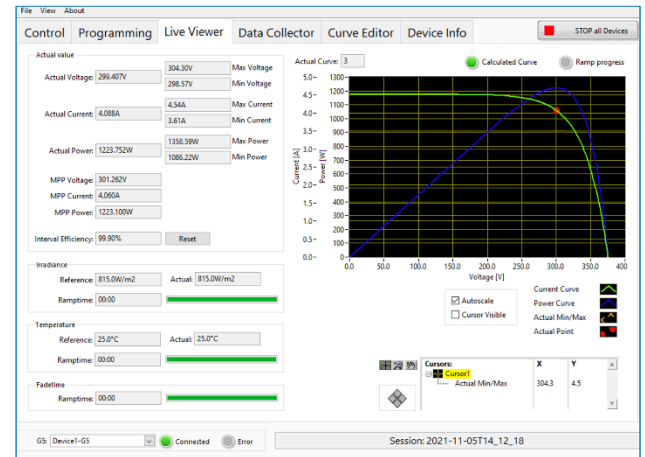 File View About
Control Programming Live Viewer Data Collector Curve Editor Device Info STOP all Devices
Actual value
Actual Voltage: 299.407V
304.30V Max Voltage
298.57V Min Voltage
Actual Current: 4.088A
4.54A Max Current
3.61A Min Current
Actual Power: 1223.752W
1358.59W Max Power
1086.22W Min Power
MPP Voltage: 301.262V
MPP Current: 4.060A
MPP Power: 1223.100W
Interval Efficiency: 99.90% Reset
Irradiance
Reference: 815.0W/m2 Actual: 815.0W/m2
Ramptime: 00:00
Temperature
Reference: 25.0°C Actual: 25.0°C
Ramptime: 00:00
Fadetime
Ramptime: 00:00
Actual Curve: 3 Calculated Curve Ramp progress
Current [A]
5.0-
4.5-
4.0-
3.5-
3.0-
2.5-
2.0-
1.5-
1.0-
0.5-
0.0-
Power [W]
1300-
1200-
1100-
1000-
900-
800-
700-
600-
500-
400-
300-
200-
100-
0-
0.0 50.0 100.0 150.0 200.0 250.0 300.0 350.0 400
Voltage [V]
Autoscale
Cursor Visible
Current Curve
Power Curve
Actual Min/Max
Actual Point
Cursors: X Y
Cursor1
Actual Min/Max 304.3 4.5
G5: Device1-G5 Connected Error Session: 2021-11-05T14_12_18